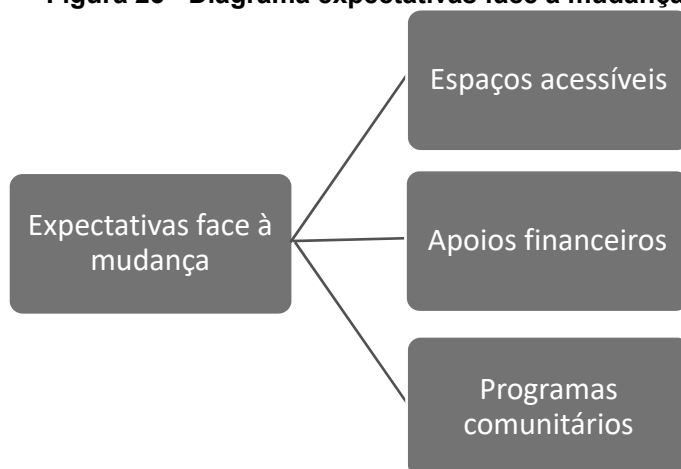 Figura - Diagrama expectativas face à mudança
Espaços acessíveis
Expectativas face à
mudança
Apoios financeiros
Programas
comunitários